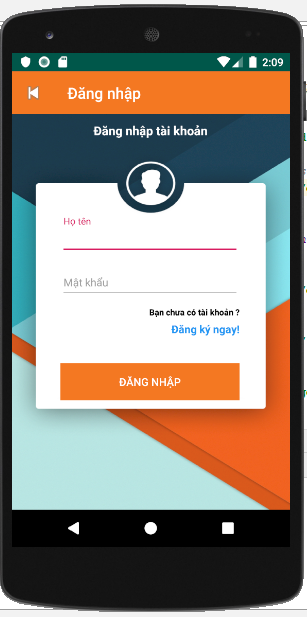 2:09
Đăng nhập
Đăng nhập tài khoản
Họ tên
Mật khẩu
Bạn chưa có tài khoản ?
Đăng ký ngay!
ĐĂNG NHẬP